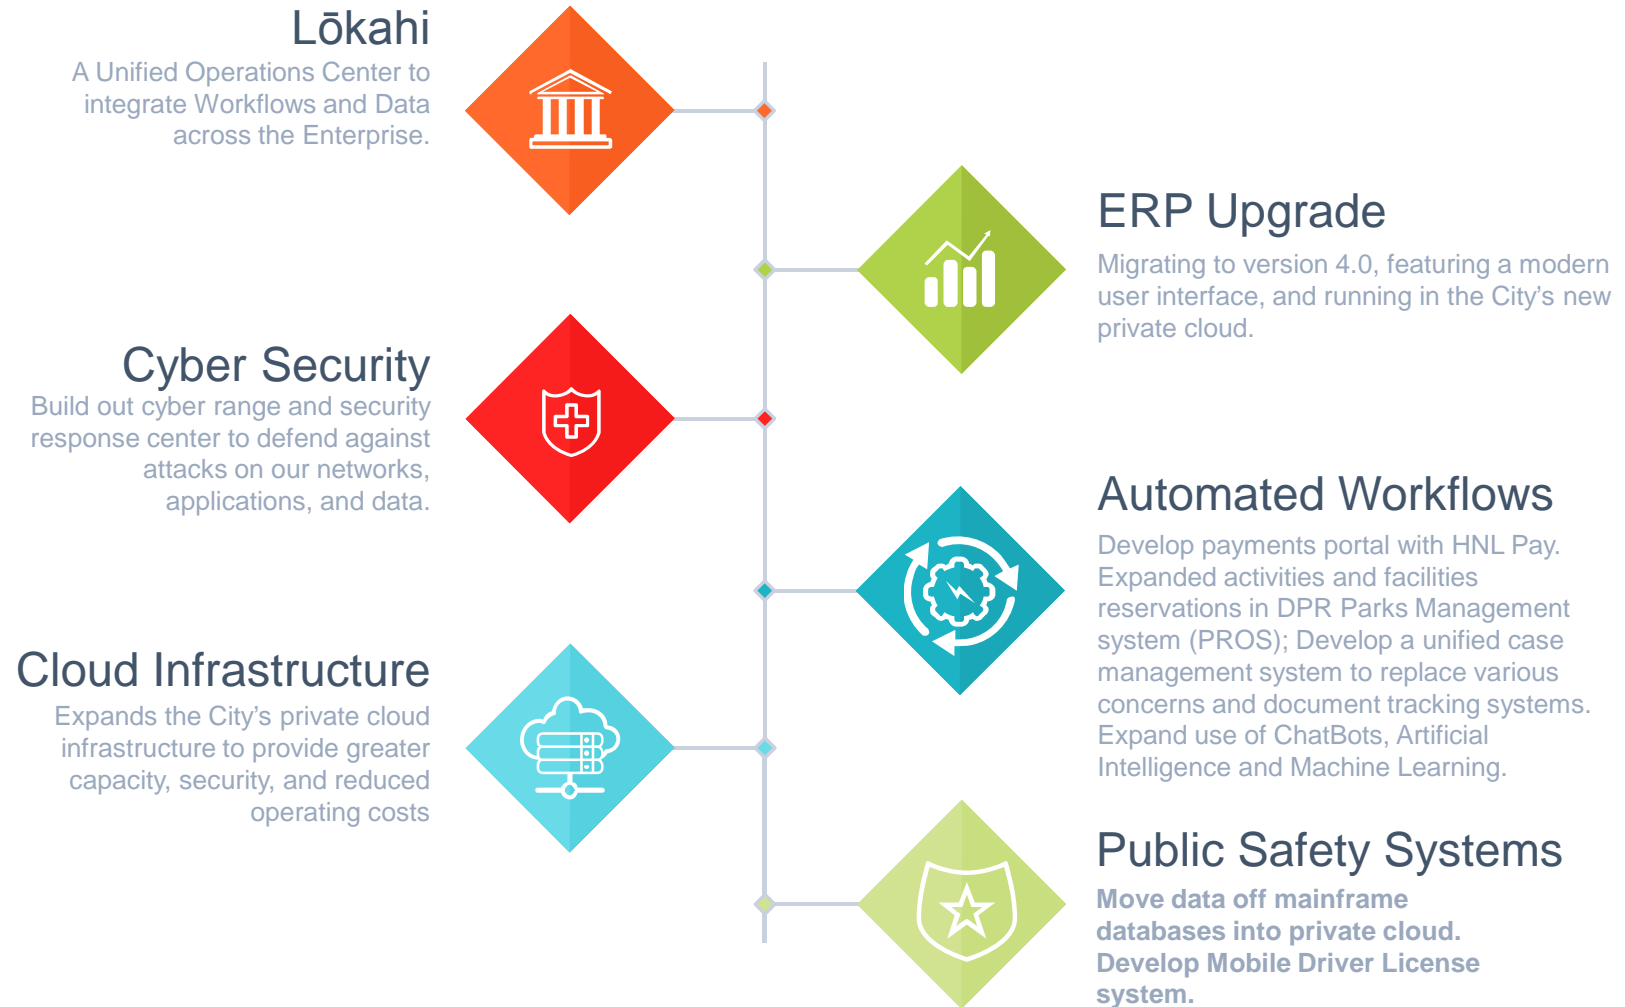 Lōkahi
A Unified Operations Center to
integrate Workflows and Data
across the Enterprise.
ERP Upgrade
Migrating to version 4.0, featuring a modern
user interface, and running in the City’s new
private cloud.
Cyber Security
Build out cyber range and security
response center to defend against
attacks on our networks,
applications, and data.
Automated Workflows
Develop payments portal with HNL Pay.
Expanded activities and facilities
reservations in DPR Parks Management
system (PROS); Develop a unified case
management system to replace various
concerns and document tracking systems.
Expand use of ChatBots, Artificial
Intelligence and Machine Learning.
Cloud Infrastructure
Expands the City’s private cloud
infrastructure to provide greater
capacity, security, and reduced
operating costs
Public Safety Systems
Move data off mainframe
databases into private cloud.
Develop Mobile Driver License
system.